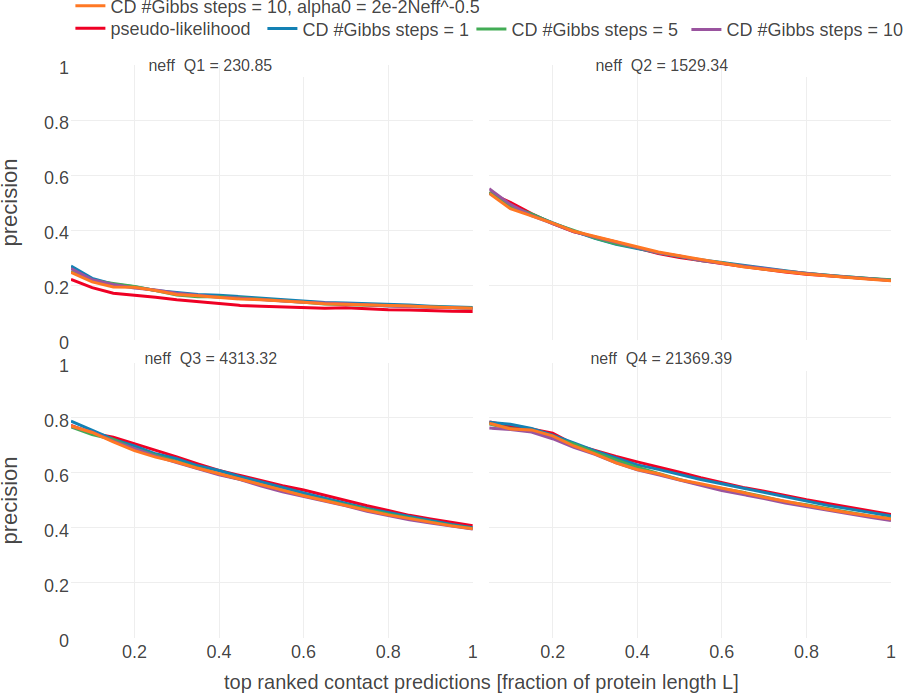 CD #Gibbs steps = 10, alpha0 = 2e-2Neff^-0.5
pseudo-likelihood CD #Gibbs steps = 1 CD #Gibbs steps = 5 CD #Gibbs steps = 10
neff Q1 = 230.85 neff Q2 = 1529.34
1
0.8
0.6
0.4
0.2
0
precision
neff Q3 = 4313.32 neff Q4 = 21369.39
1
0.8
0.6
0.4
0.2
0
precision
0.2 0.4 0.6 0.8 1 0.2 0.4 0.6 0.8 1
top ranked contact predictions [fraction of protein length L]